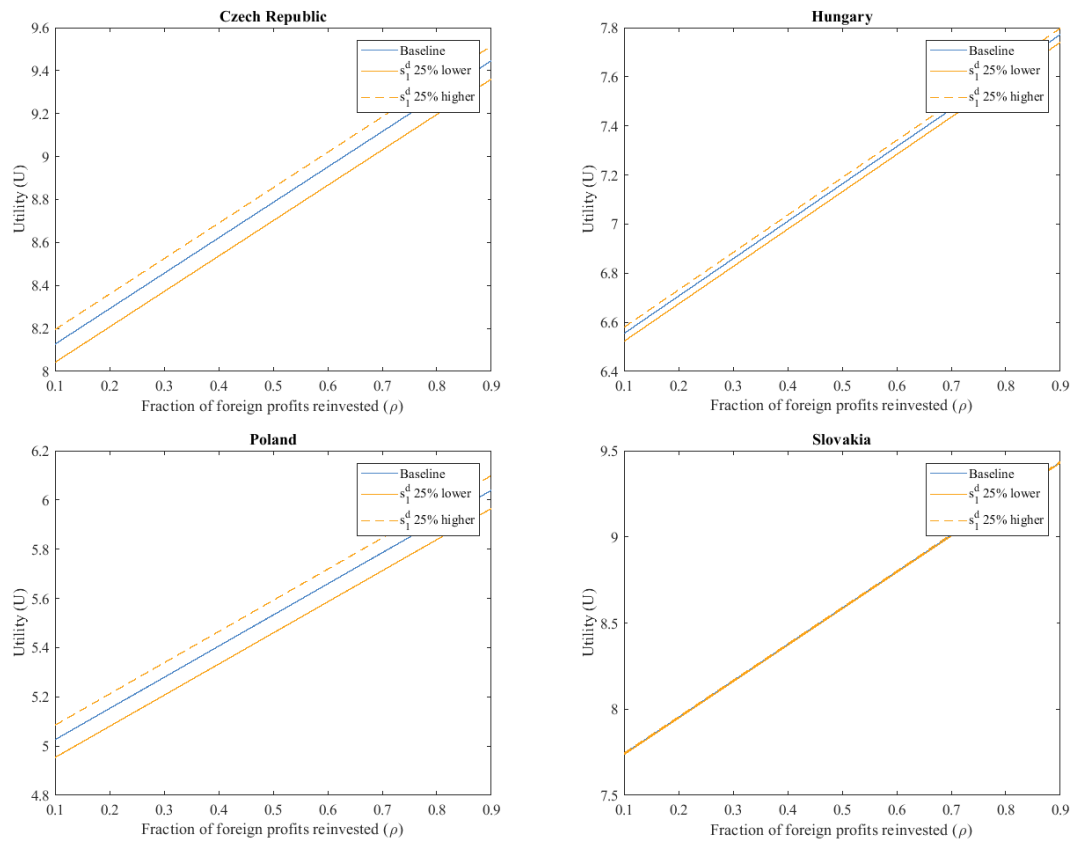 Czech Republic
9.6
9.4
9.2
9
8.8
8.6
8.4
8.2
8
Utility (U)
Baseline
s₁ᵈ 25% lower
s₁ᵈ 25% higher
0.1 0.2 0.3 0.4 0.5 0.6 0.7 0.8 0.9
Fraction of foreign profits reinvested (ρ)
Hungary
7.8
7.6
7.4
7.2
7
6.8
6.6
6.4
Utility (U)
Baseline
s₁ᵈ 25% lower
s₁ᵈ 25% higher
0.1 0.2 0.3 0.4 0.5 0.6 0.7 0.8 0.9
Fraction of foreign profits reinvested (ρ)
Poland
6.2
6
5.8
5.6
5.4
5.2
5
4.8
Utility (U)
Baseline
s₁ᵈ 25% lower
s₁ᵈ 25% higher
0.1 0.2 0.3 0.4 0.5 0.6 0.7 0.8 0.9
Fraction of foreign profits reinvested (ρ)
Slovakia
9.5
9
8.5
8
7.5
Utility (U)
Baseline
s₁ᵈ 25% lower
s₁ᵈ 25% higher
0.1 0.2 0.3 0.4 0.5 0.6 0.7 0.8 0.9
Fraction of foreign profits reinvested (ρ)